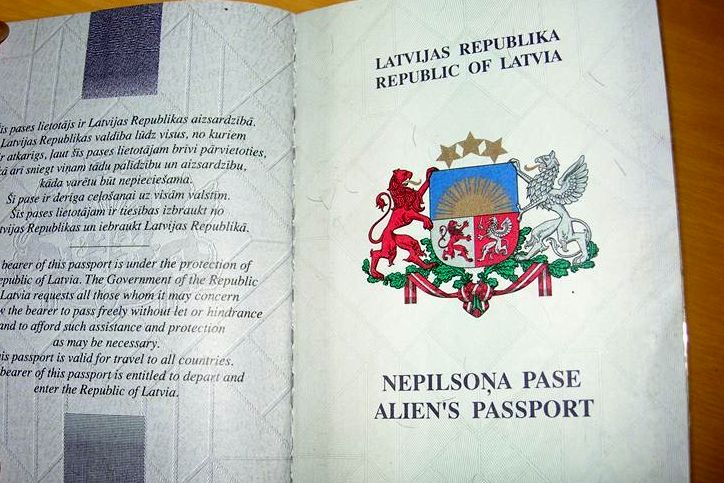 šīs pases lietotājs ir Latvijas Republikas aizsardzībā.
Latvijas Republikas valdība lūdz visus, no kuriem
ir atkarīgs, ļaut šīs pases lietotājam brīvi pārvietoties,
kā arī sniegt viņam tādu palīdzību un aizsardzību,
kāda varētu būt nepieciešama.
Šī pase ir derīga ceļošanai uz visām valstīm.
Šīs pases lietotājam ir tiesības izbraukt no
Republikas un iebraukt Latvijas Republikā.
bearer of this passport is under the protection of
Republic of Latvia. The Government of the Republic
Latvia requests all those whom it may concern
the bearer to pass freely without let or hindrance
and to afford such assistance and protection
as may be necessary.
passport is valid for travel to all countries.
bearer of this passport is entitled to depart and
enter the Republic of Latvia.
LATVIJAS REPUBLIKA
REPUBLIC OF LATVIA
NEPILSOŅA PASE
ALIEN'S PASSPORT